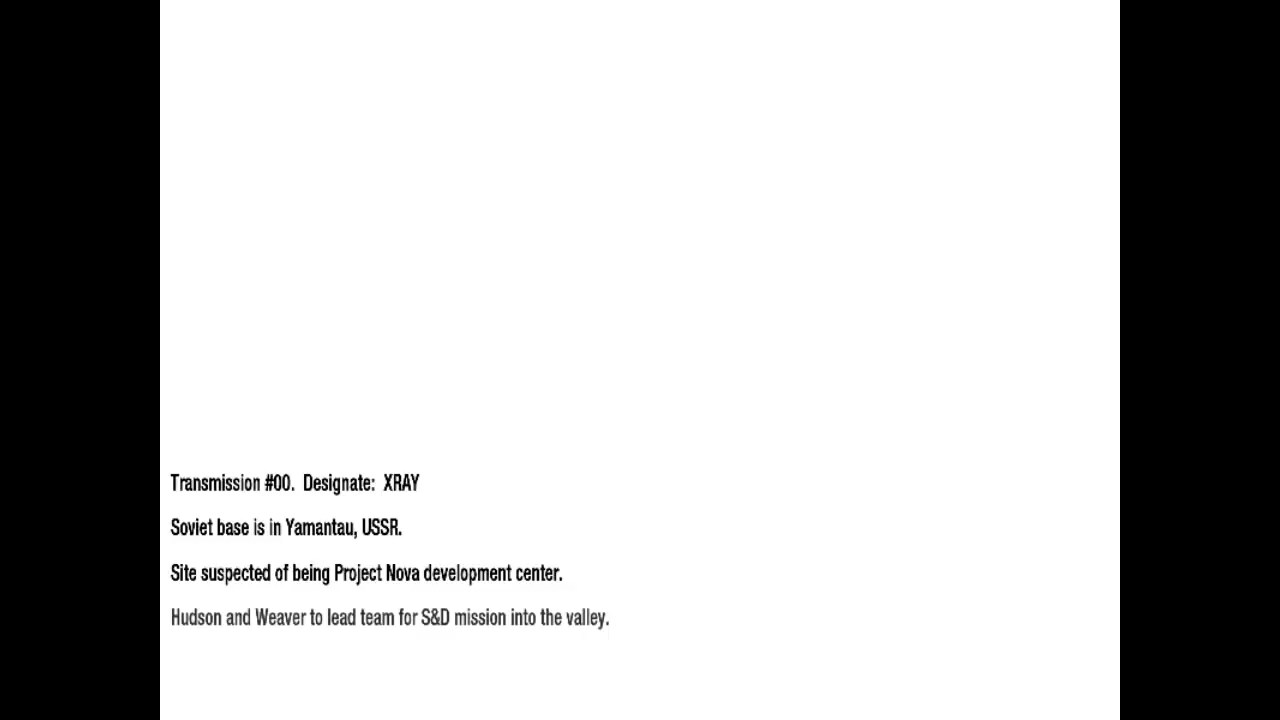 Transmission #00.  Designate:  XRAY
Soviet base is in Yamantau, USSR.
Site suspected of being Project Nova development center.
Hudson and Weaver to lead team for S&D mission into the valley.